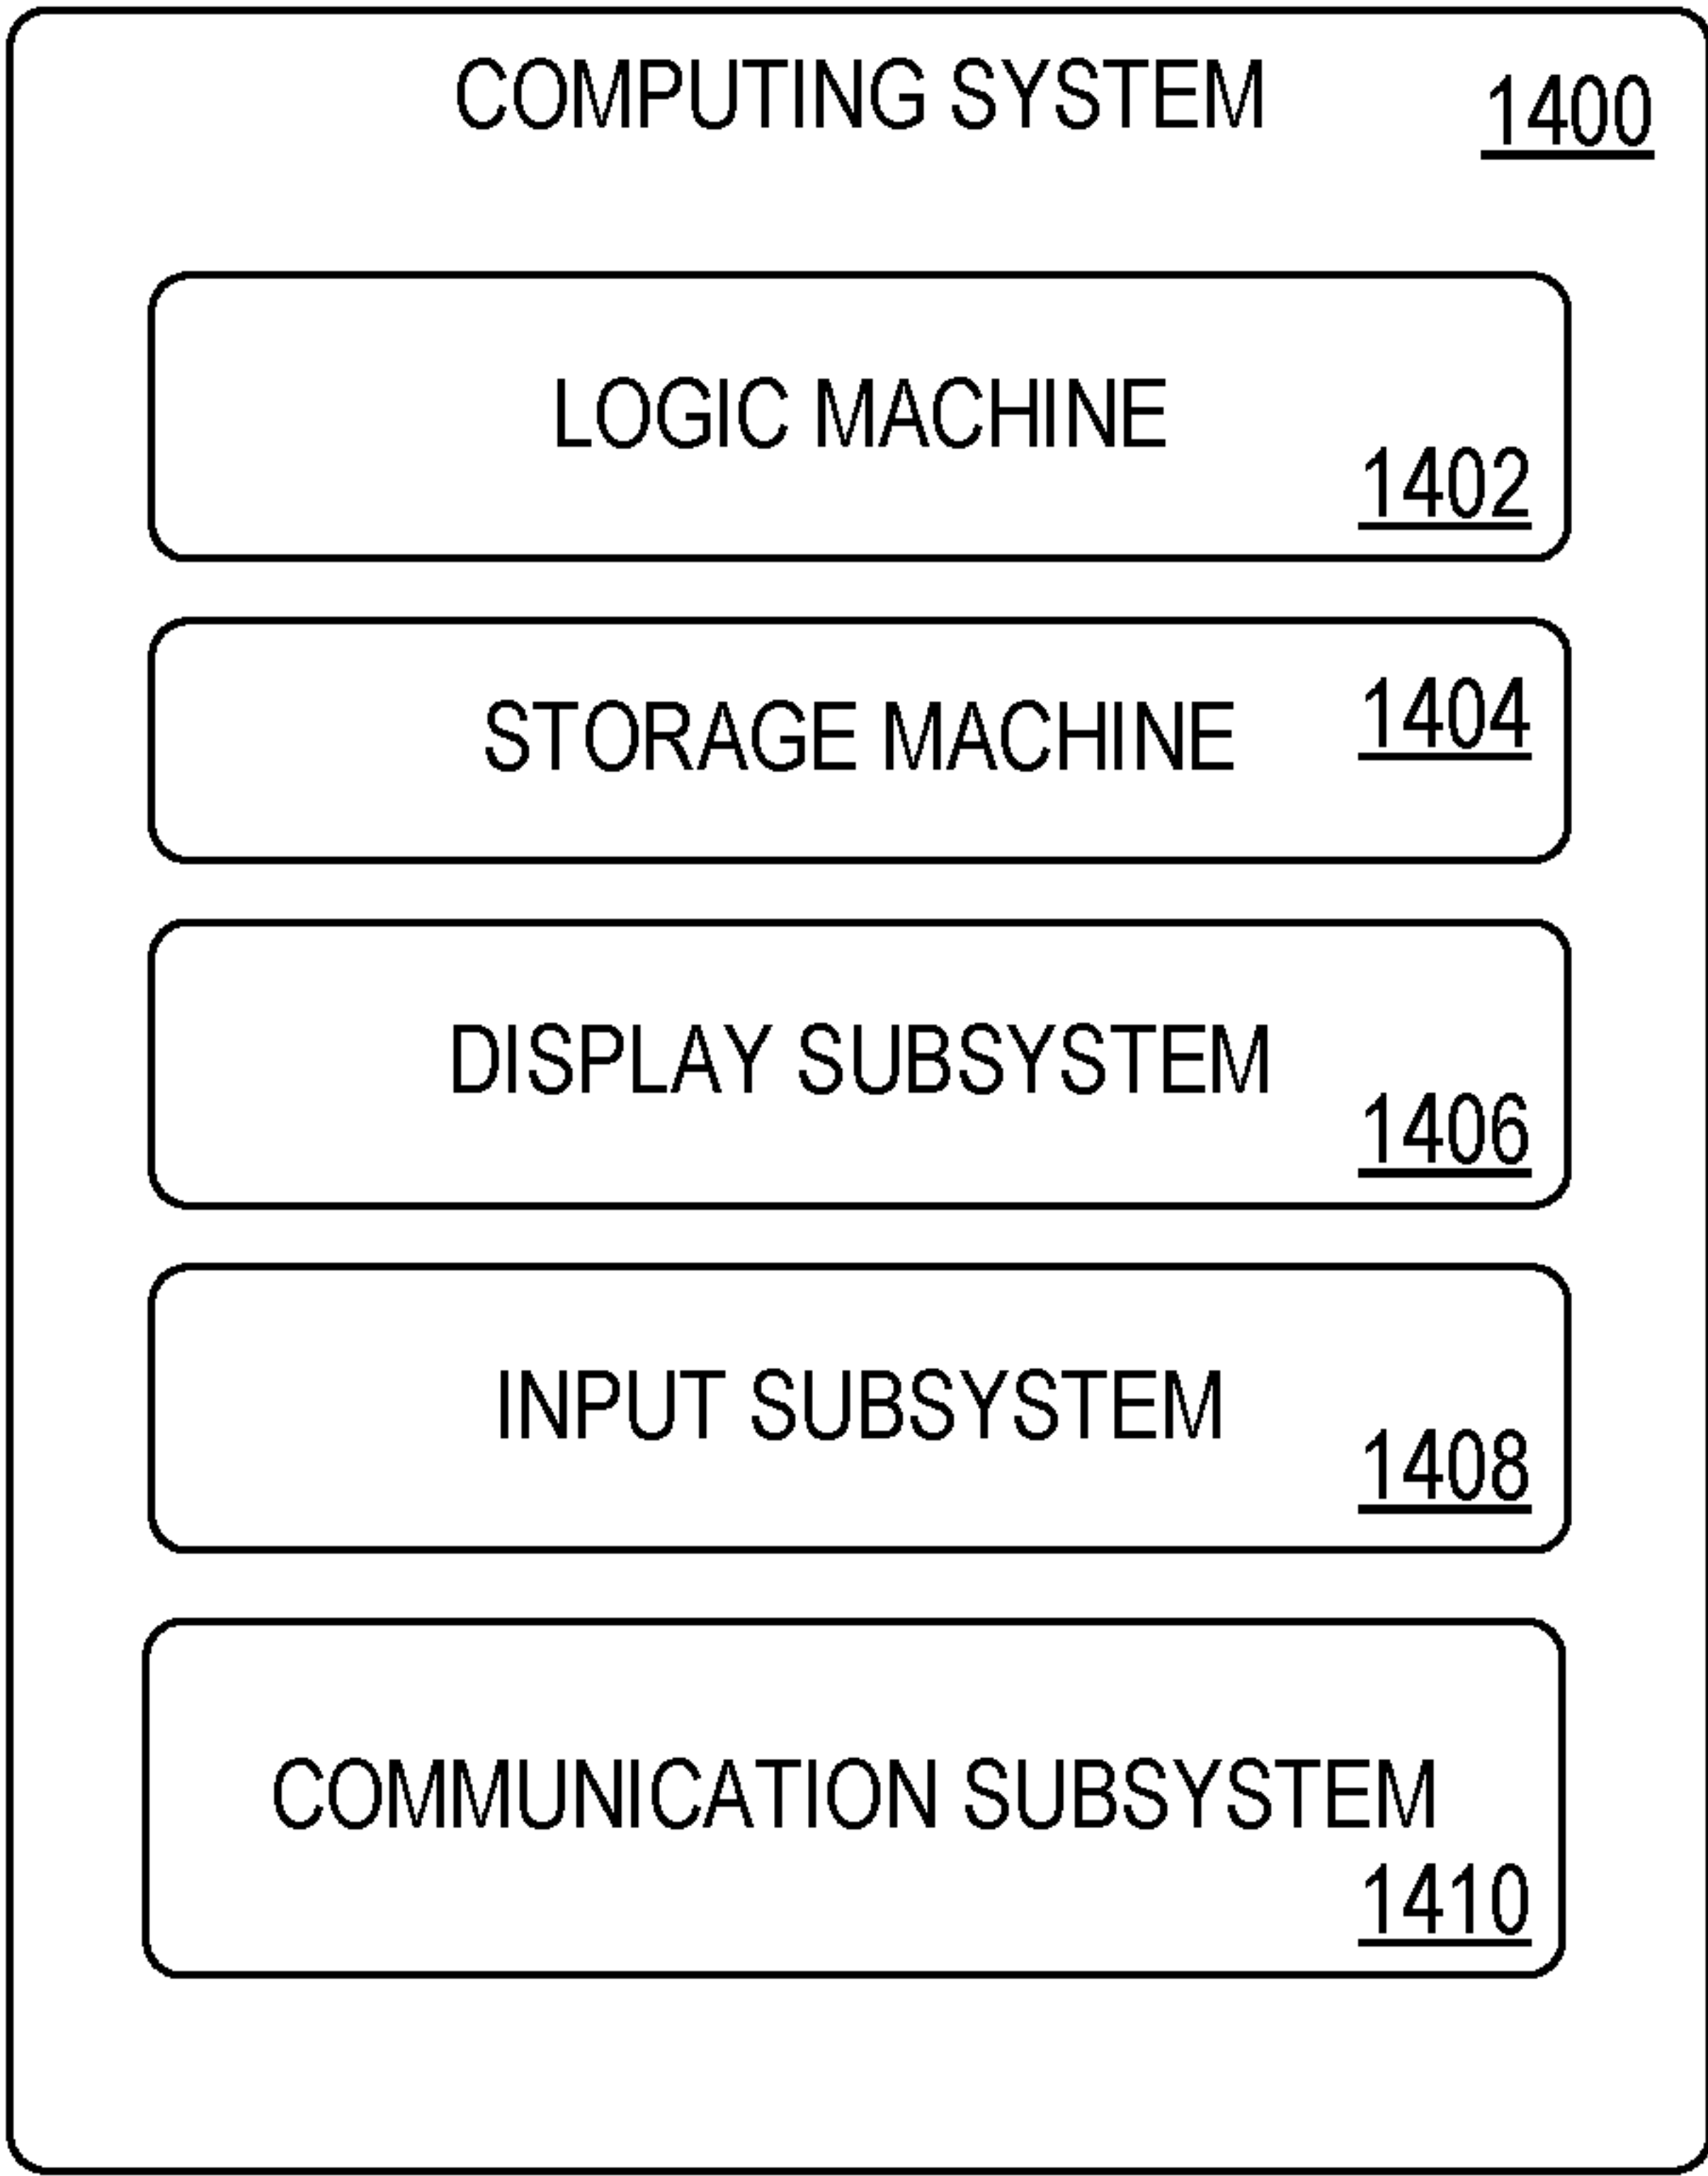 COMPUTING SYSTEM
1400
LOGIC MACHINE
1402
STORAGE MACHINE
1404
DISPLAY SUBSYSTEM
1406
INPUT SUBSYSTEM
1408
COMMUNICATION SUBSYSTEM
1410